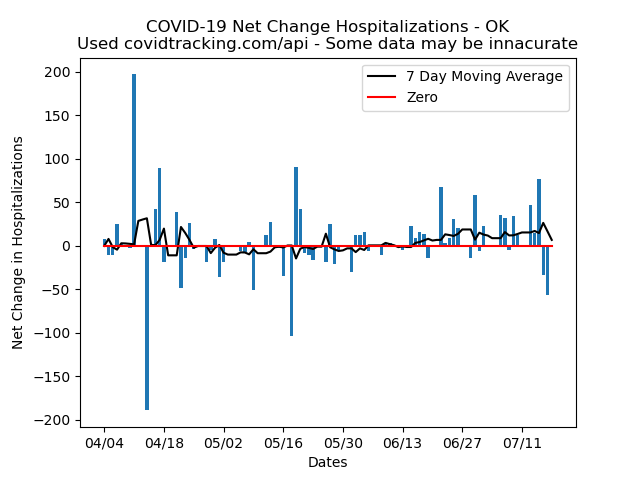 COVID-19 Net Change Hospitalizations - OK
Used covidtracking.com/api - Some data may be innacurate
7 Day Moving Average
Zero
Net Change in Hospitalizations
200
150
100
50
0
−50
−100
−150
−200
04/04 04/18 05/02 05/16 05/30 06/13 06/27 07/11
Dates